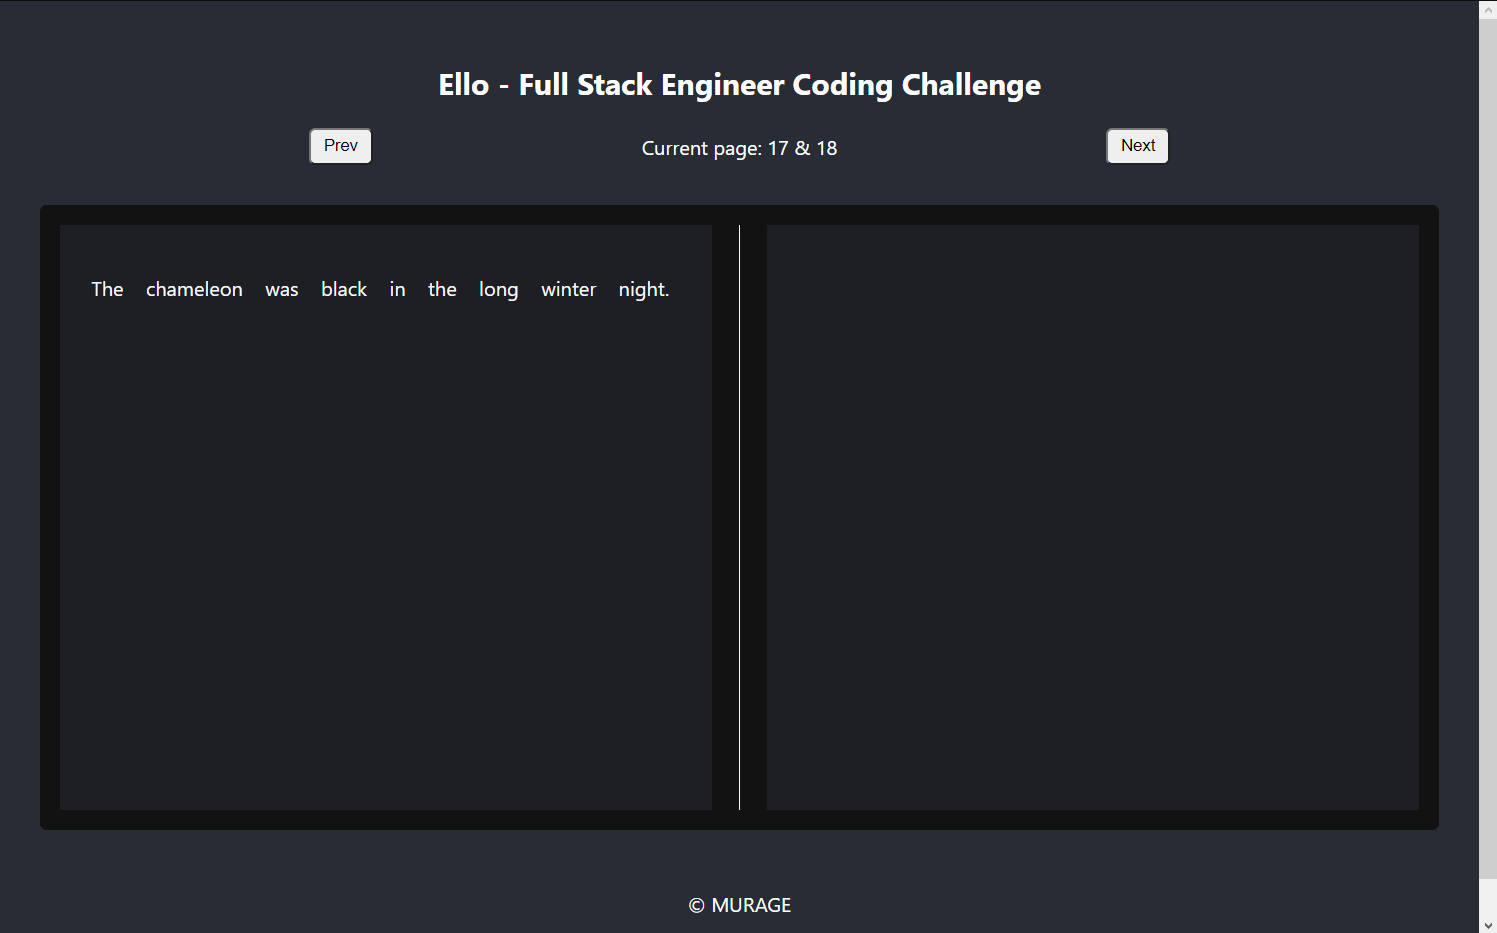 Ello - Full Stack Engineer Coding Challenge
Prev
Current page: 17 & 18
Next
The chameleon was black in the long winter night.
© MURAGE